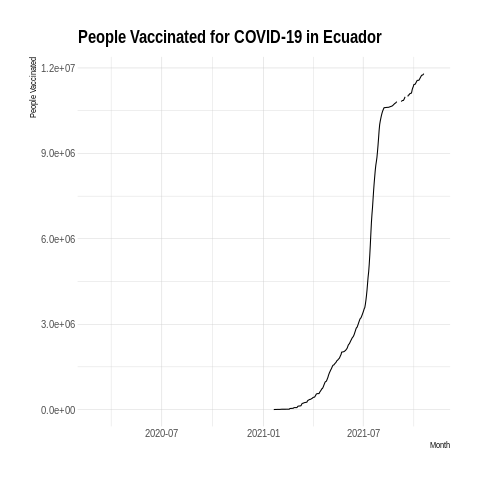 People Vaccinated for COVID-19 in Ecuador
People Vaccinated
1.2e+07
9.0e+06
6.0e+06
3.0e+06
0.0e+00
2020-07
2021-01
2021-07
Month